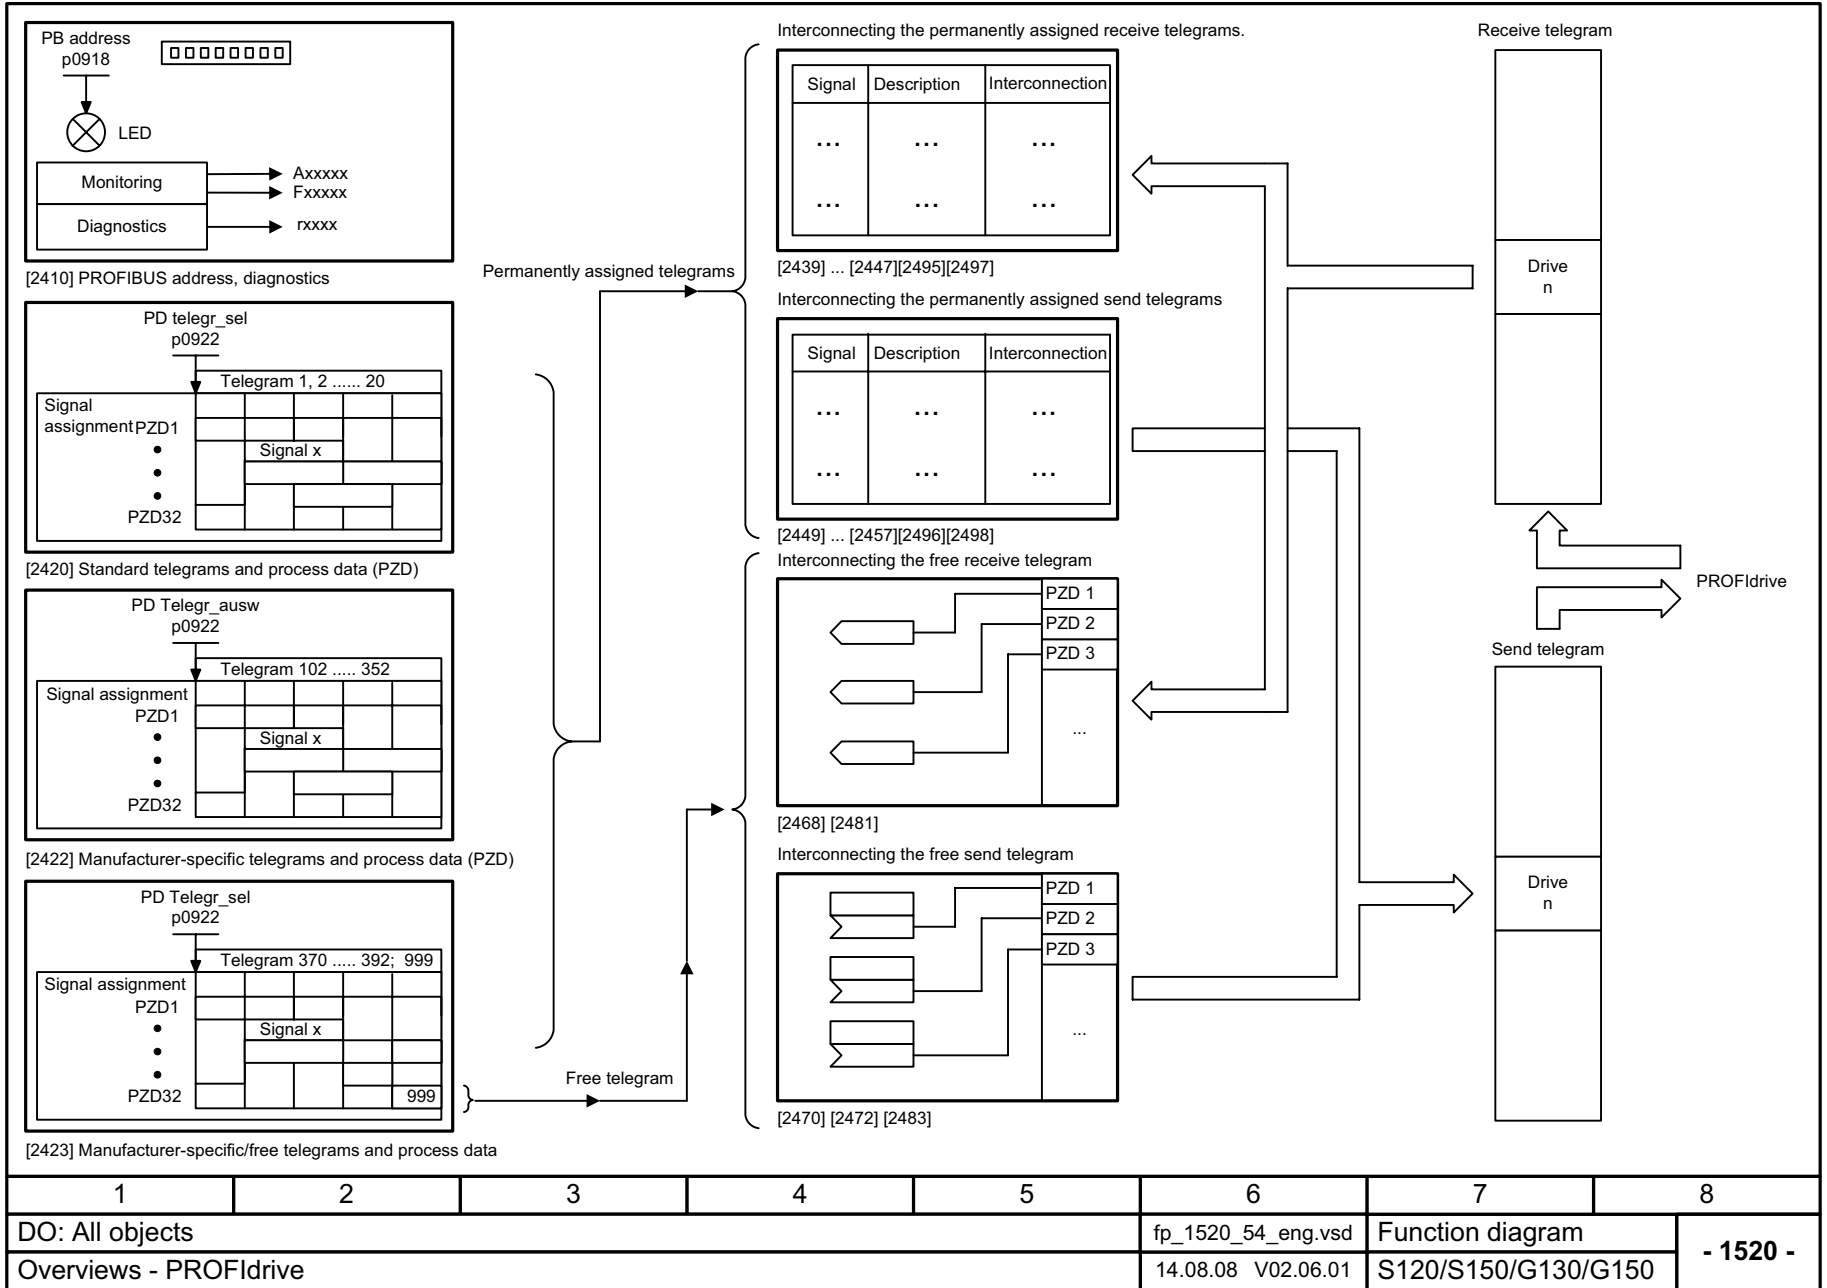 PB address
p0918
LED
Monitoring
Axxxxx
Fxxxxx
Diagnostics
rxxxx
[2410] PROFIBUS address, diagnostics
PD telegr_sel
p0922
Telegram 1, 2 ...... 20
Signal
assignment PZD1
Signal x
PZD32
[2420] Standard telegrams and process data (PZD)
PD Telegr_ausw
p0922
Telegram 102 ..... 352
Signal assignment
PZD1
Signal x
PZD32
[2422] Manufacturer-specific telegrams and process data (PZD)
PD Telegr_sel
p0922
Telegram 370 ..... 392; 999
Signal assignment
PZD1
Signal x
PZD32
999
[2423] Manufacturer-specific/free telegrams and process data
Permanently assigned telegrams
Free telegram
Interconnecting the permanently assigned receive telegrams.
Signal Description Interconnection
... ... ...
... ... ...
[2439] ... [2447][2495][2497]
Interconnecting the permanently assigned send telegrams
Signal Description Interconnection
... ... ...
... ... ...
[2449] ... [2457][2496][2498]
Interconnecting the free receive telegram
PZD 1
PZD 2
PZD 3
...
[2468] [2481]
Interconnecting the free send telegram
PZD 1
PZD 2
PZD 3
...
[2470] [2472] [2483]
Receive telegram
Drive
n
PROFIdrive
Send telegram
Drive
n
1 2 3 4 5 6 7 8
DO: All objects
fp_1520_54_eng.vsd
Function diagram
- 1520 -
Overviews - PROFIdrive
14.08.08 V02.06.01
S120/S150/G130/G150